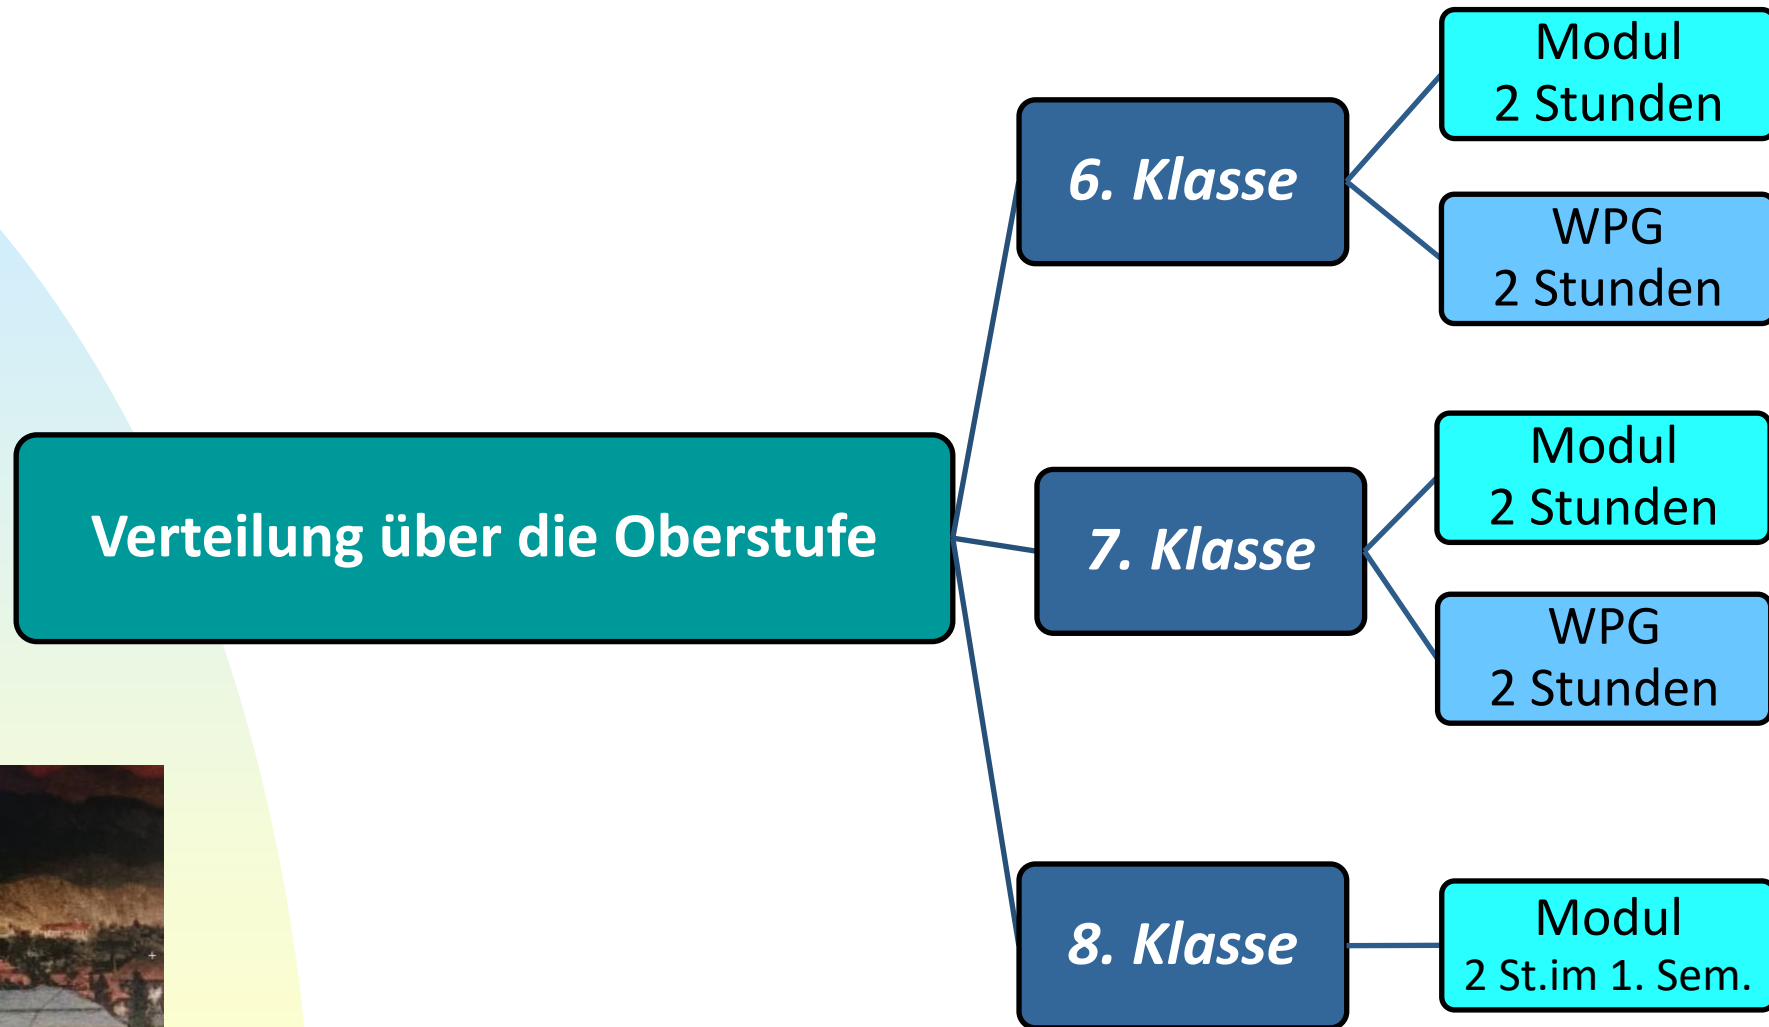 Verteilung über die Oberstufe
6. Klasse
Modul
2 Stunden
WPG
2 Stunden
7. Klasse
Modul
2 Stunden
WPG
2 Stunden
8. Klasse
Modul
2 St.im 1. Sem.